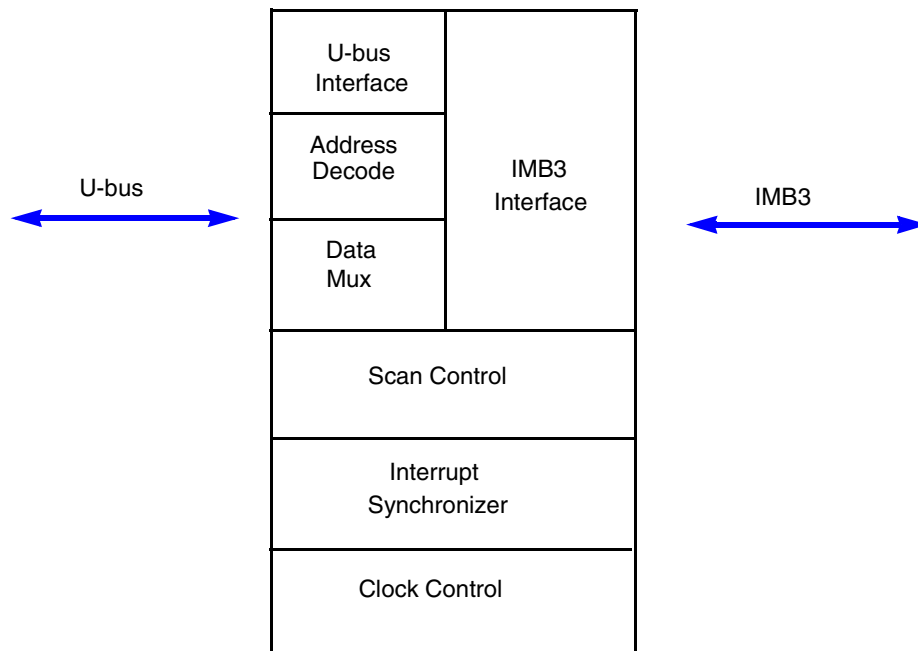 U-bus
Interface
Address
Decode
Data
Mux
IMB3
Interface
U-bus
IMB3
Scan Control
Interrupt
Synchronizer
Clock Control